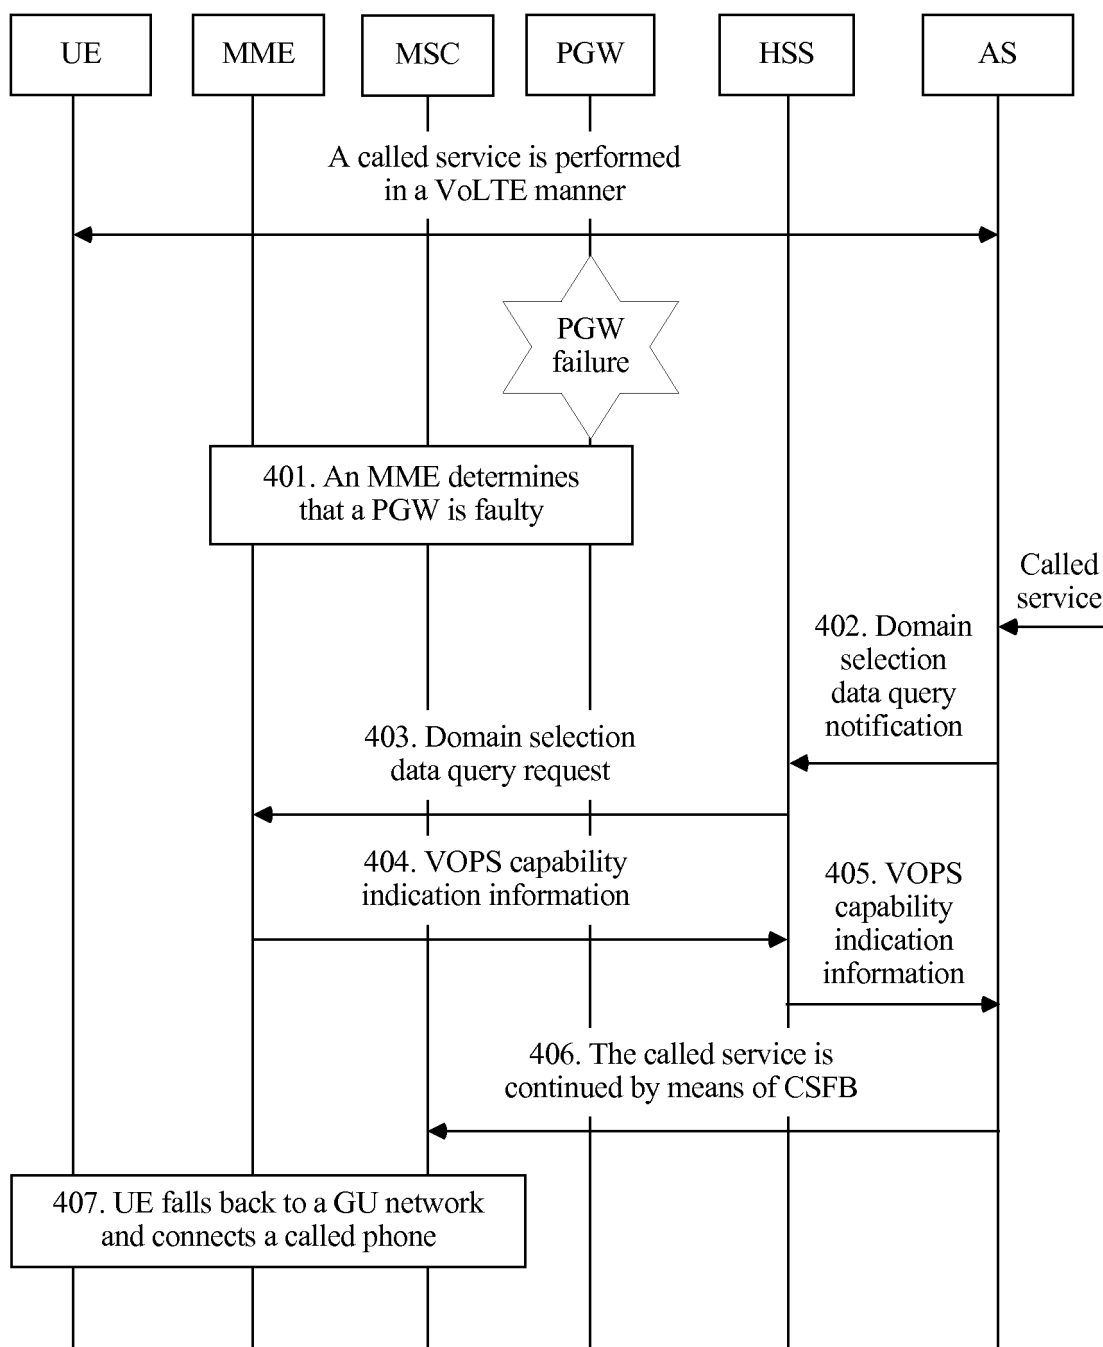 UE
MME
MSC
PGW
HSS
AS
A called service is performed
in a VoLTE manner
PGW
failure
401. An MME determines
that a PGW is faulty
Called
service
402. Domain
selection
data query
notification
403. Domain selection
data query request
404. VOPS capability
indication information
405. VOPS
capability
indication
information
406. The called service is
continued by means of CSFB
407. UE falls back to a GU network
and connects a called phone